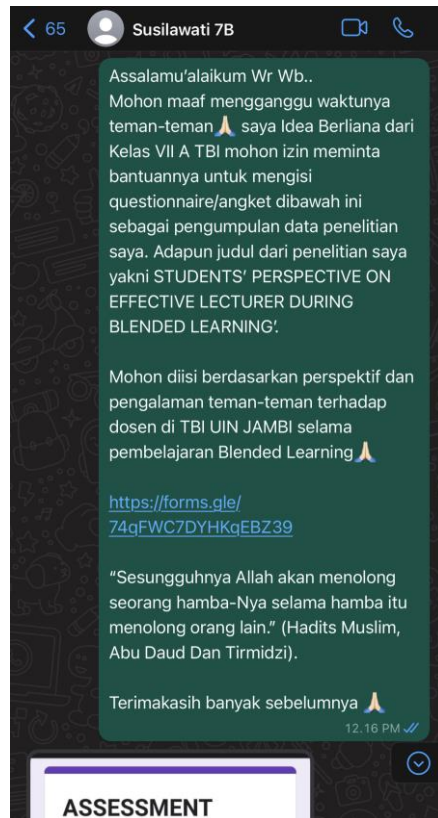 65
Susilawati 7B
Assalamu'alaikum Wr Wb..
Mohon maaf mengganggu waktunya
teman-teman🙏🏻 saya Idea Berliana dari
Kelas VII A TBI mohon izin meminta
bantuannya untuk mengisi
questionnaire/angket dibawah ini
sebagai pengumpulan data penelitian
saya. Adapun judul dari penelitian saya
yakni STUDENTS' PERSPECTIVE ON
EFFECTIVE LECTURER DURING
BLENDED LEARNING'.
Mohon diisi berdasarkan perspektif dan
pengalaman teman-teman terhadap
dosen di TBI UIN JAMBI selama
pembelajaran Blended Learning🙏🏻
https://forms.gle/
74qFWC7DYHKqEBZ39
"Sesungguhnya Allah akan menolong
seorang hamba-Nya selama hamba itu
menolong orang lain." (Hadits Muslim,
Abu Daud Dan Tirmidzi).
Terimakasih banyak sebelumnya 🙏🏻
12.16 PM
ASSESSMENT